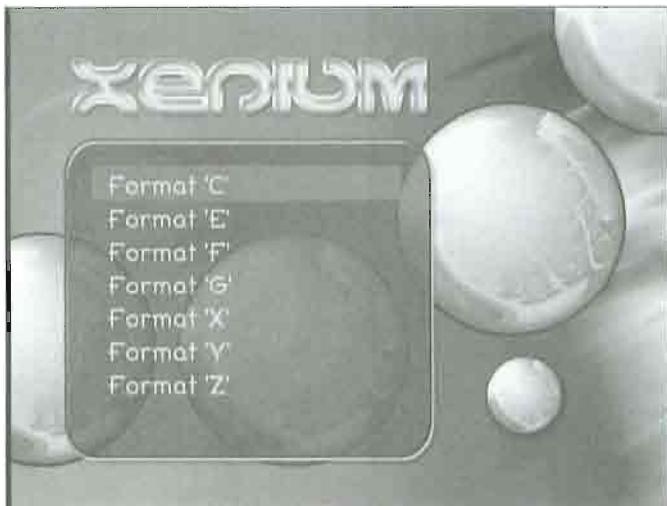 XENIUM
Format 'C'
Format 'E'
Format 'F'
Format 'G'
Format 'X'
Format 'Y'
Format 'Z'